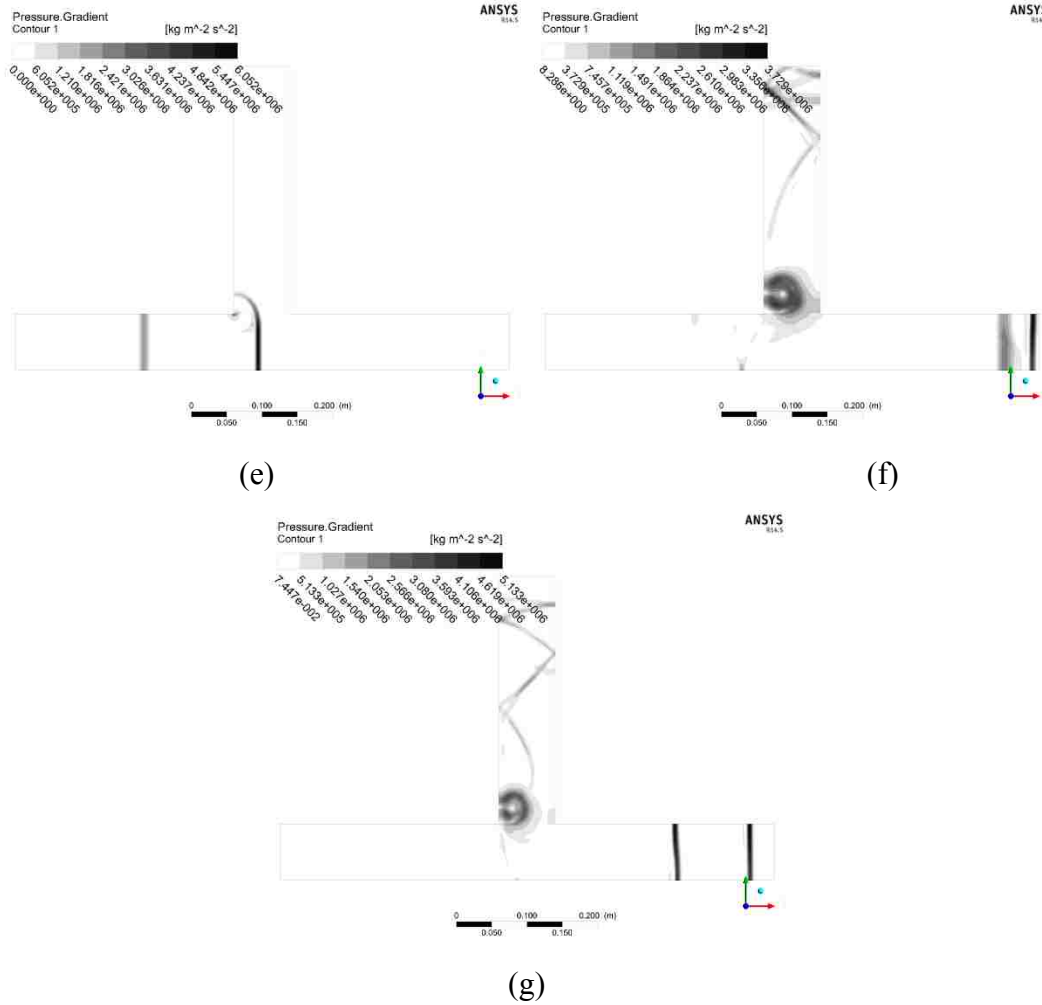 Pressure.Gradient
Contour 1 [kg m^-2 s^-2]
ANSYS
R14.5
0.000e+000
6.052e+005
1.210e+006
1.816e+006
2.421e+006
3.026e+006
3.631e+006
4.237e+006
4.842e+006
5.447e+006
6.052e+006
0 0.100 0.200 (m)
0.050 0.150
(e)
Pressure.Gradient
Contour 1 [kg m^-2 s^-2]
ANSYS
R14.5
8.286e+000
3.729e+005
7.457e+005
1.119e+006
1.491e+006
1.864e+006
2.237e+006
2.610e+006
2.983e+006
3.356e+006
3.729e+006
0 0.100 0.200 (m)
0.050 0.150
(f)
Pressure.Gradient
Contour 1 [kg m^-2 s^-2]
ANSYS
R14.5
7.447e-002
5.133e+005
1.027e+006
1.540e+006
2.053e+006
2.566e+006
3.080e+006
3.593e+006
4.106e+006
4.619e+006
5.133e+006
0 0.100 0.200 (m)
0.050 0.150
(g)